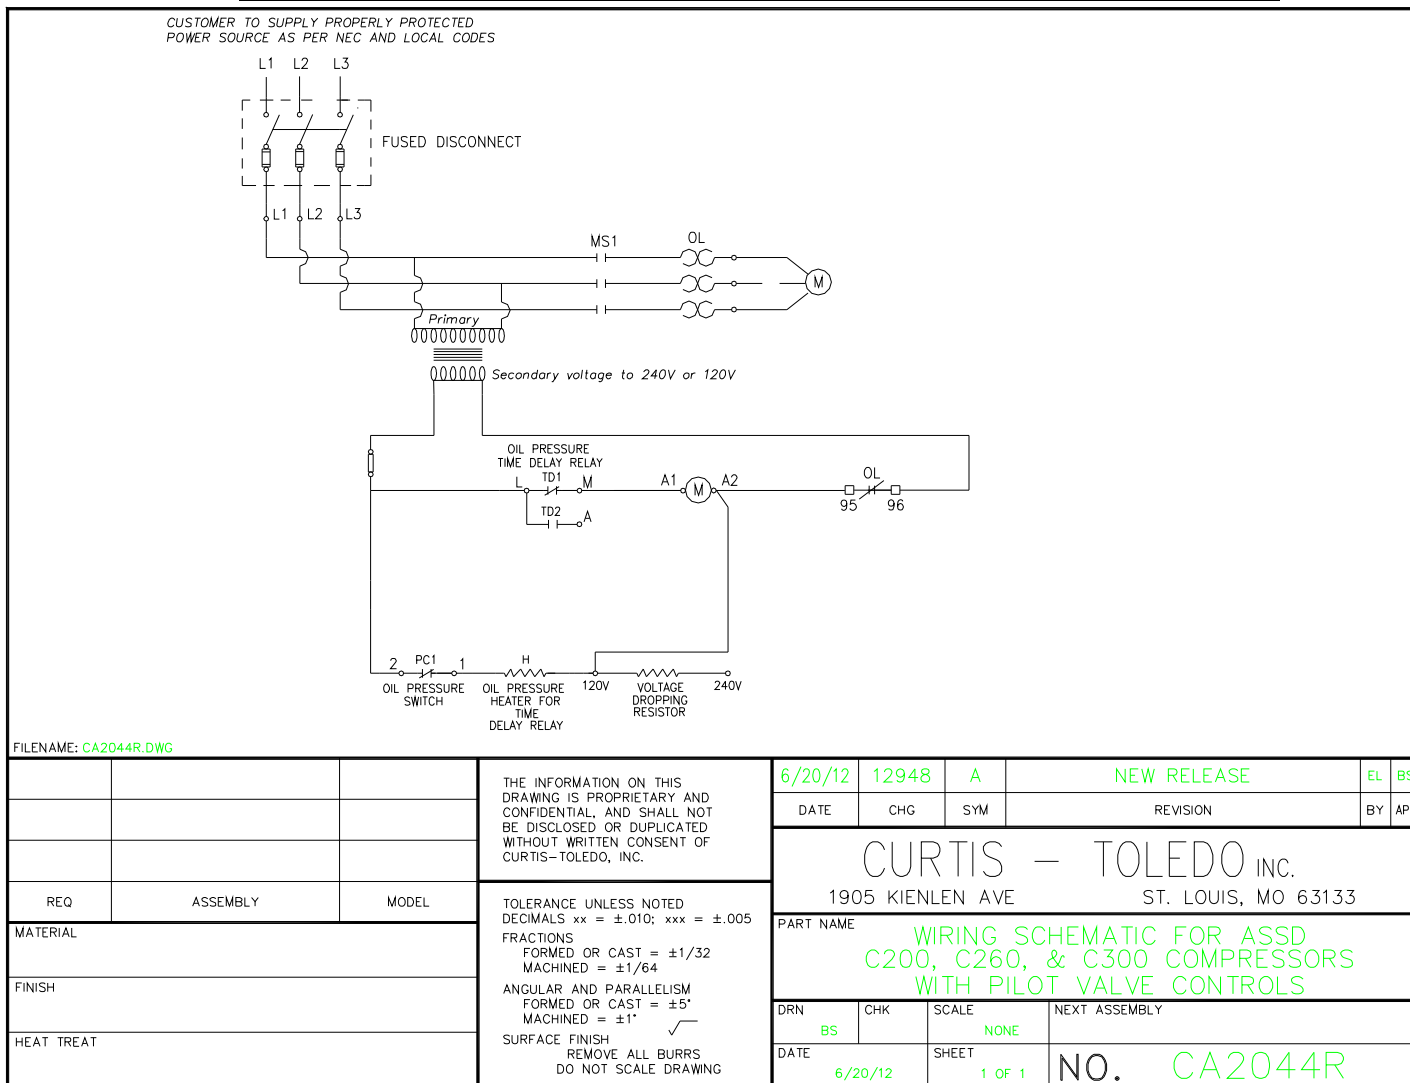 CUSTOMER TO SUPPLY PROPERLY PROTECTED
POWER SOURCE AS PER NEC AND LOCAL CODES
L1 L2 L3
FUSED DISCONNECT
L1 L2 L3
MS1 OL
M
Primary
Secondary voltage to 240V or 120V
OIL PRESSURE
TIME DELAY RELAY
L TD1 M A1 M A2 OL
95 96
TD2 A
2 PC1 1 H
120V 240V
OIL PRESSURE
SWITCH
OIL PRESSURE
HEATER FOR
TIME
DELAY RELAY
VOLTAGE
DROPPING
RESISTOR
FILENAME: CA2044R.DWG
REQ ASSEMBLY MODEL
MATERIAL
FINISH
HEAT TREAT
THE INFORMATION ON THIS
DRAWING IS PROPRIETARY AND
CONFIDENTIAL, AND SHALL NOT
BE DISCLOSED OR DUPLICATED
WITHOUT WRITTEN CONSENT OF
CURTIS-TOLEDO, INC.
TOLERANCE UNLESS NOTED
DECIMALS xx = ±.010; xxx = ±.005
FRACTIONS
FORMED OR CAST = ±1/32
MACHINED = ±1/64
ANGULAR AND PARALLELISM
FORMED OR CAST = ±5°
MACHINED = ±1°
SURFACE FINISH
REMOVE ALL BURRS
DO NOT SCALE DRAWING
6/20/12 12948 A NEW RELEASE EL BS
DATE CHG SYM REVISION BY AP
CURTIS - TOLEDO INC.
1905 KIENLEN AVE ST. LOUIS, MO 63133
PART NAME
WIRING SCHEMATIC FOR ASSD
C200, C260, & C300 COMPRESSORS
WITH PILOT VALVE CONTROLS
DRN CHK SCALE NEXT ASSEMBLY
BS NONE
DATE SHEET
6/20/12 1 OF 1 NO. CA2044R